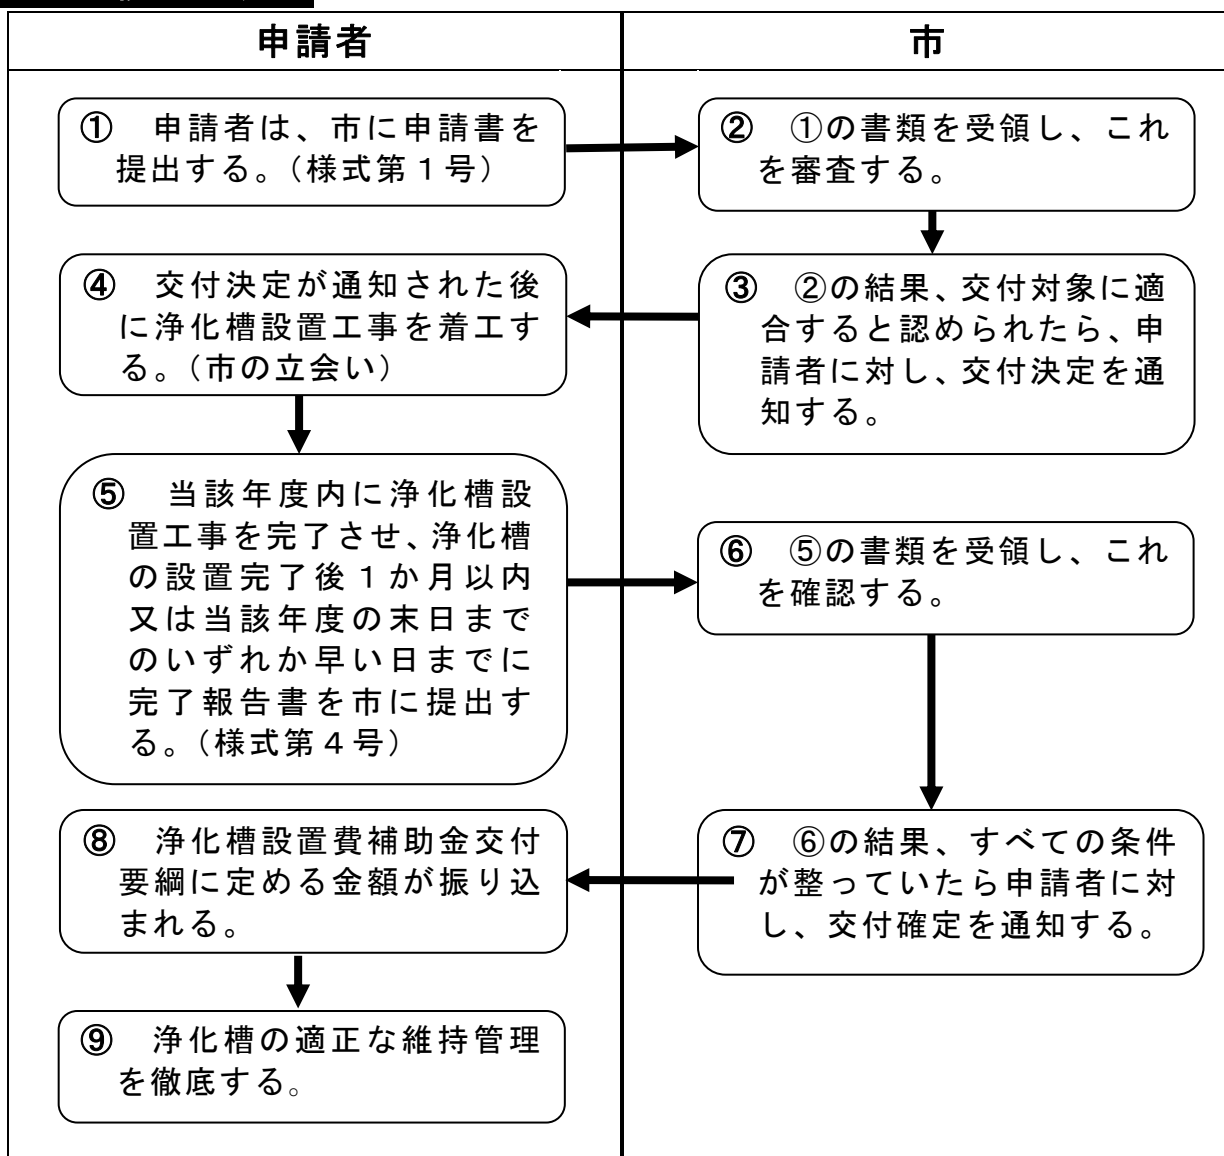 申請者
市
① 申請者は、市に申請書を
提出する。(様式第１号)
② ①の書類を受領し、これ
を審査する。
③ ②の結果、交付対象に適
合すると認められたら、申
請者に対し、交付決定を通
知する。
④ 交付決定が通知された後
に浄化槽設置工事を着工す
る。(市の立会い)
⑤ 当該年度内に浄化槽設
置工事を完了させ、浄化槽
の設置完了後１か月以内
又は当該年度の末日まで
のいずれか早い日までに
完了報告書を市に提出す
る。(様式第４号)
⑥ ⑤の書類を受領し、これ
を確認する。
⑦ ⑥の結果、すべての条件
が整っていたら申請者に対
し、交付確定を通知する。
⑧ 浄化槽設置費補助金交付
要綱に定める金額が振り込
まれる。
⑨ 浄化槽の適正な維持管理
を徹底する。